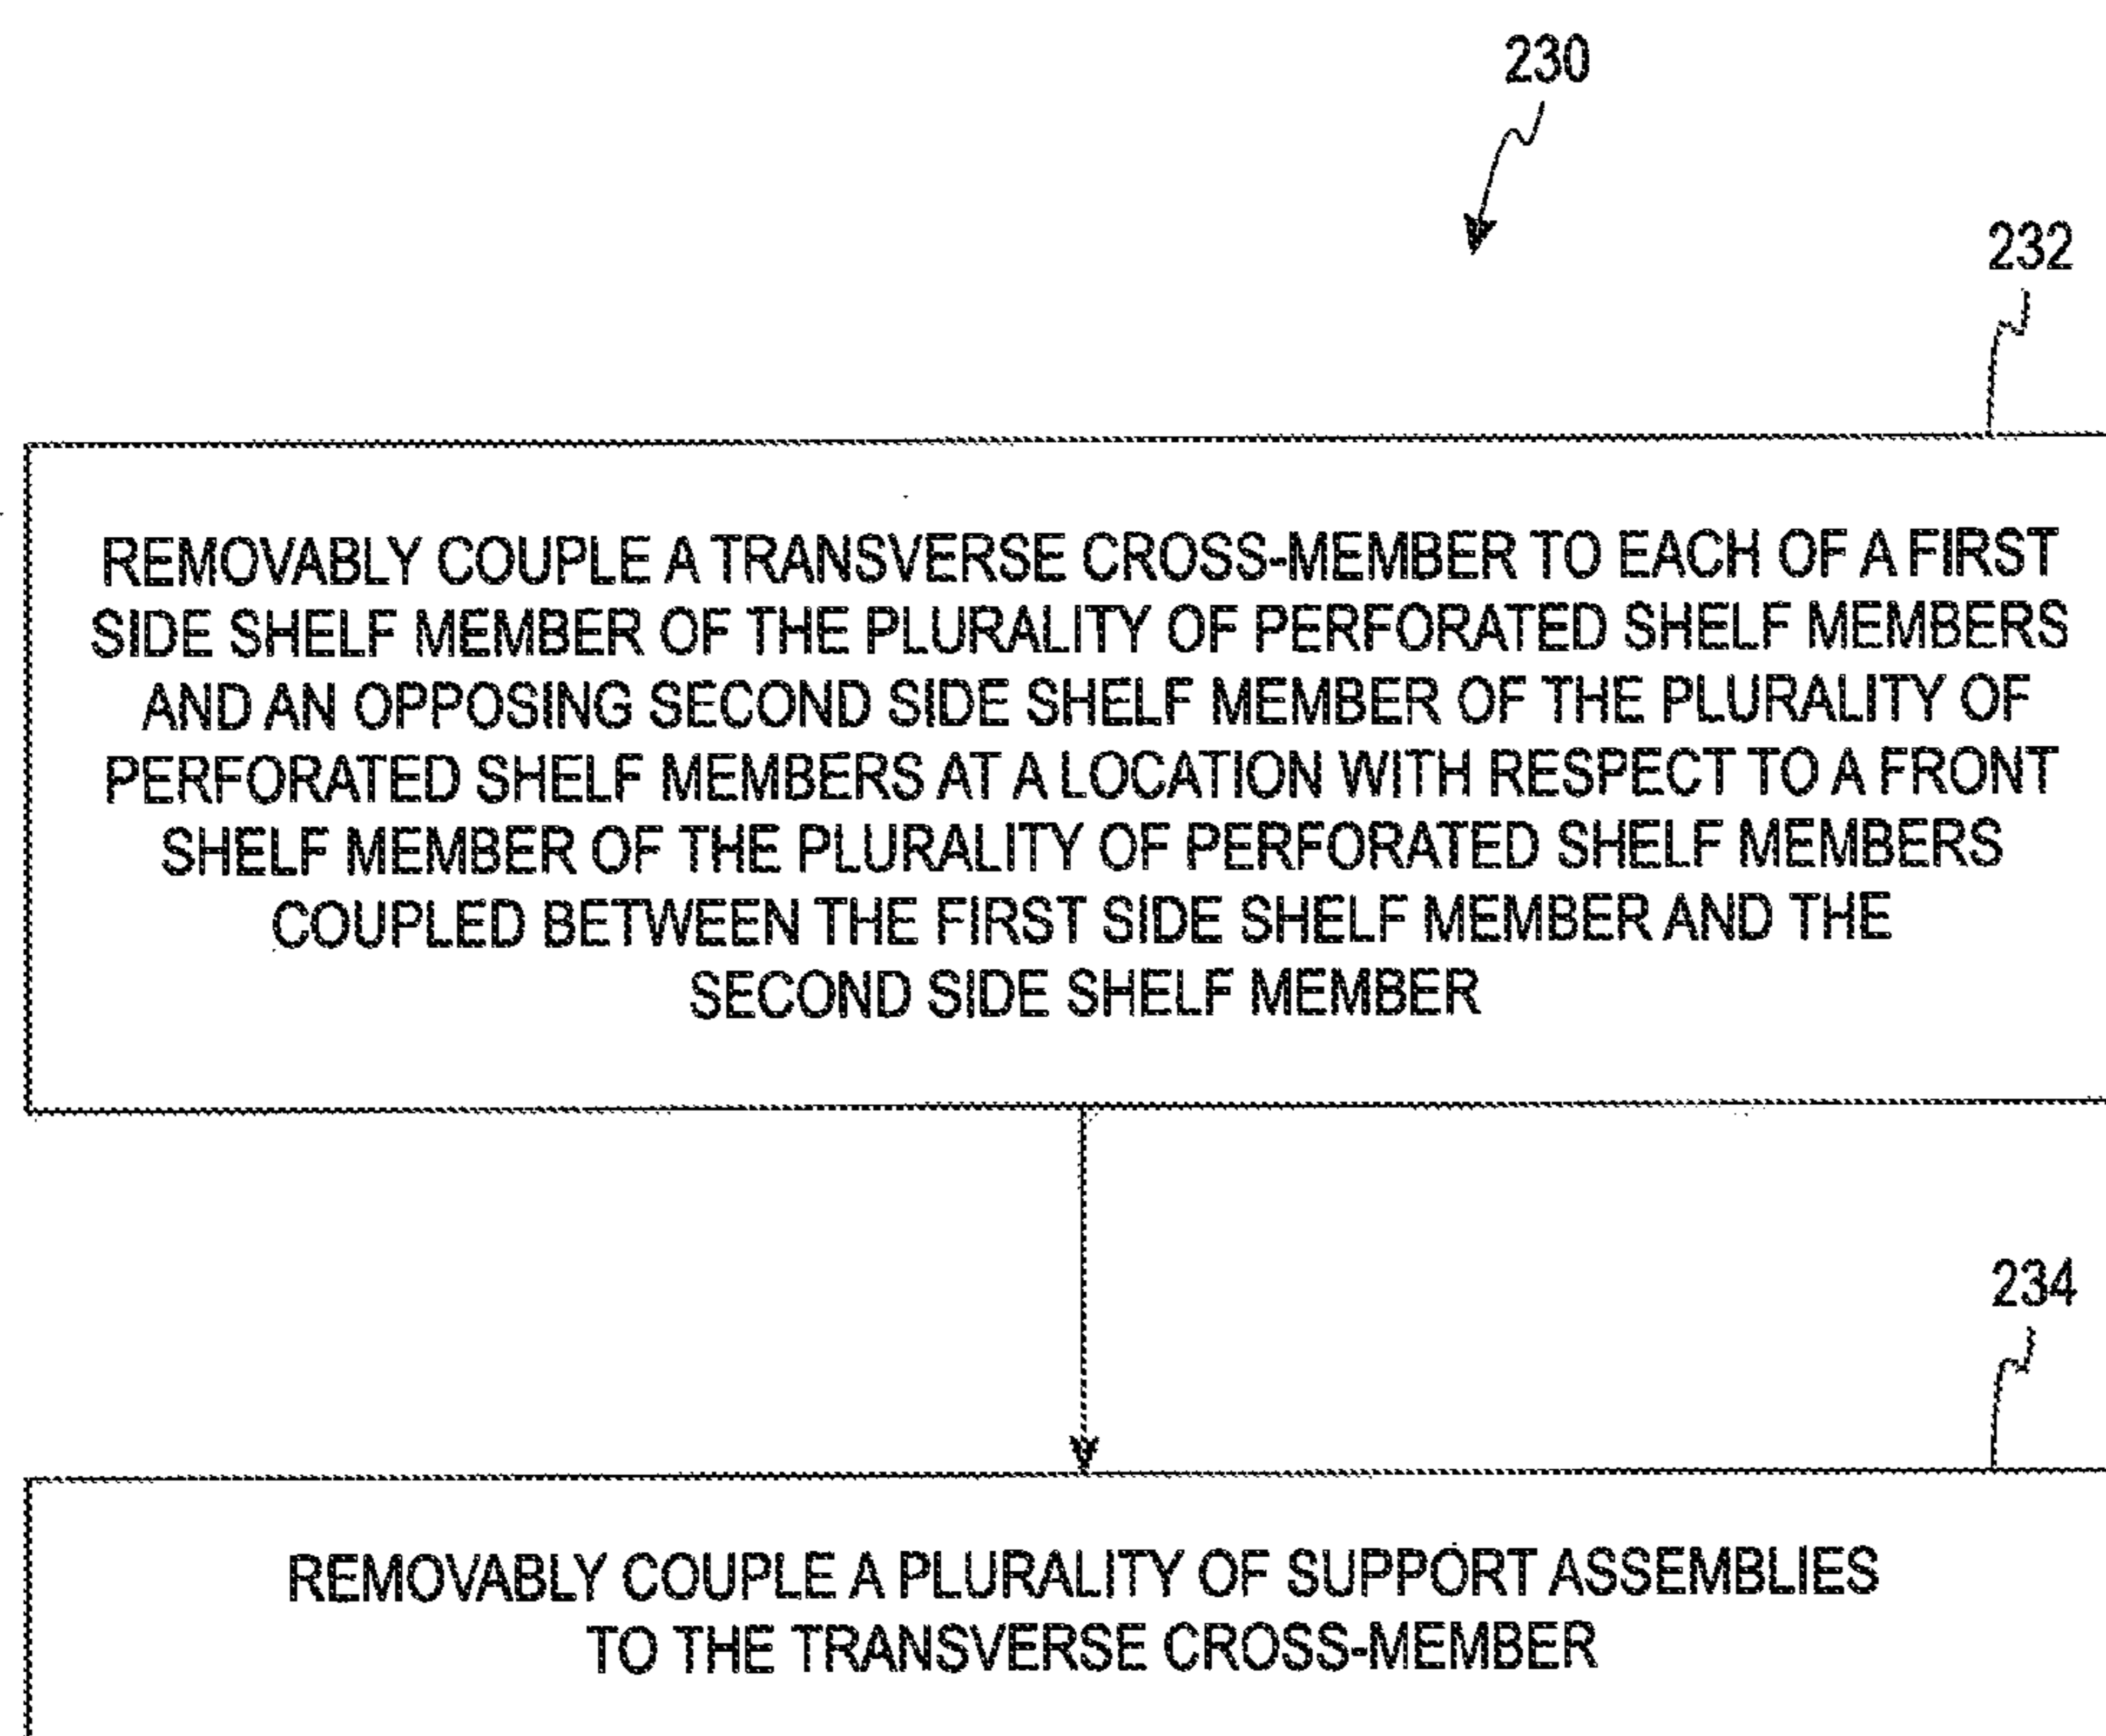 230
232
REMOVABLY COUPLE A TRANSVERSE CROSS-MEMBER TO EACH OF A FIRST
SIDE SHELF MEMBER OF THE PLURALITY OF PERFORATED SHELF MEMBERS
AND AN OPPOSING SECOND SIDE SHELF MEMBER OF THE PLURALITY OF
PERFORATED SHELF MEMBERS AT A LOCATION WITH RESPECT TO A FRONT
SHELF MEMBER OF THE PLURALITY OF PERFORATED SHELF MEMBERS
COUPLED BETWEEN THE FIRST SIDE SHELF MEMBER AND THE
SECOND SIDE SHELF MEMBER
234
REMOVABLY COUPLE A PLURALITY OF SUPPORT ASSEMBLIES
TO THE TRANSVERSE CROSS-MEMBER